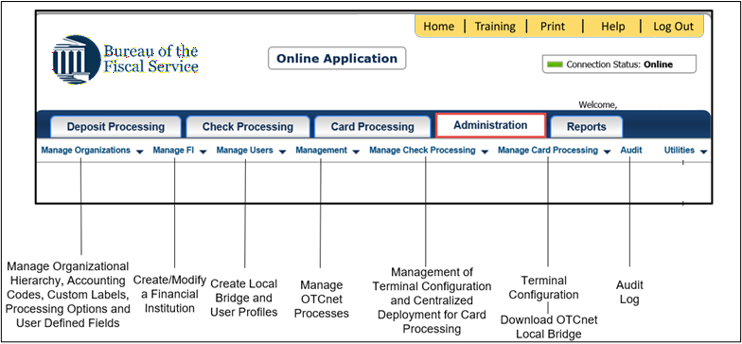 Home | Training | Print | Help | Log Out
Bureau of the
Fiscal Service
Online Application
Connection Status: Online
Welcome,
Deposit Processing Check Processing Card Processing Administration Reports
Manage Organizations Manage FI Manage Users Management Manage Check Processing Manage Card Processing Audit Utilities
Manage Organizational
Hierarchy, Accounting
Codes, Custom Labels,
Processing Options and
User Defined Fields
Create/Modify
a Financial
Institution
Create Local
Bridge and
User Profiles
Manage
OTCnet
Processes
Management of
Terminal Configuration
and Centralized
Deployment for Card
Processing
Terminal
Configuration
Download OTCnet
Local Bridge
Audit
Log